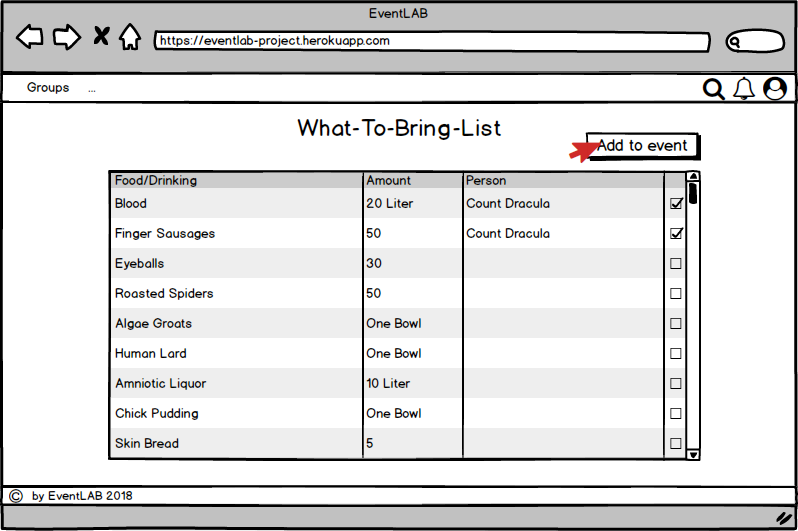 EventLAB
https://eventlab-project.herokuapp.com
Groups ...
What-To-Bring-List
Add to event
Food/Drinking Amount Person
Blood 20 Liter Count Dracula
Finger Sausages 50 Count Dracula
Eyeballs 30
Roasted Spiders 50
Algae Groats One Bowl
Human Lard One Bowl
Amniotic Liquor 10 Liter
Chick Pudding One Bowl
Skin Bread 5
© by EventLAB 2018